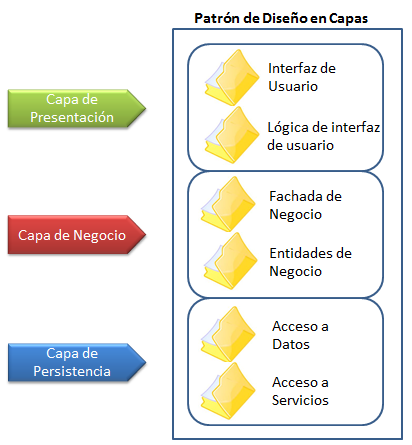 Patrón de Diseño en Capas
Capa de
Presentación
Interfaz de
Usuario
Lógica de interfaz
de usuario
Capa de Negocio
Fachada de
Negocio
Entidades de
Negocio
Capa de
Persistencia
Acceso a
Datos
Acceso a
Servicios